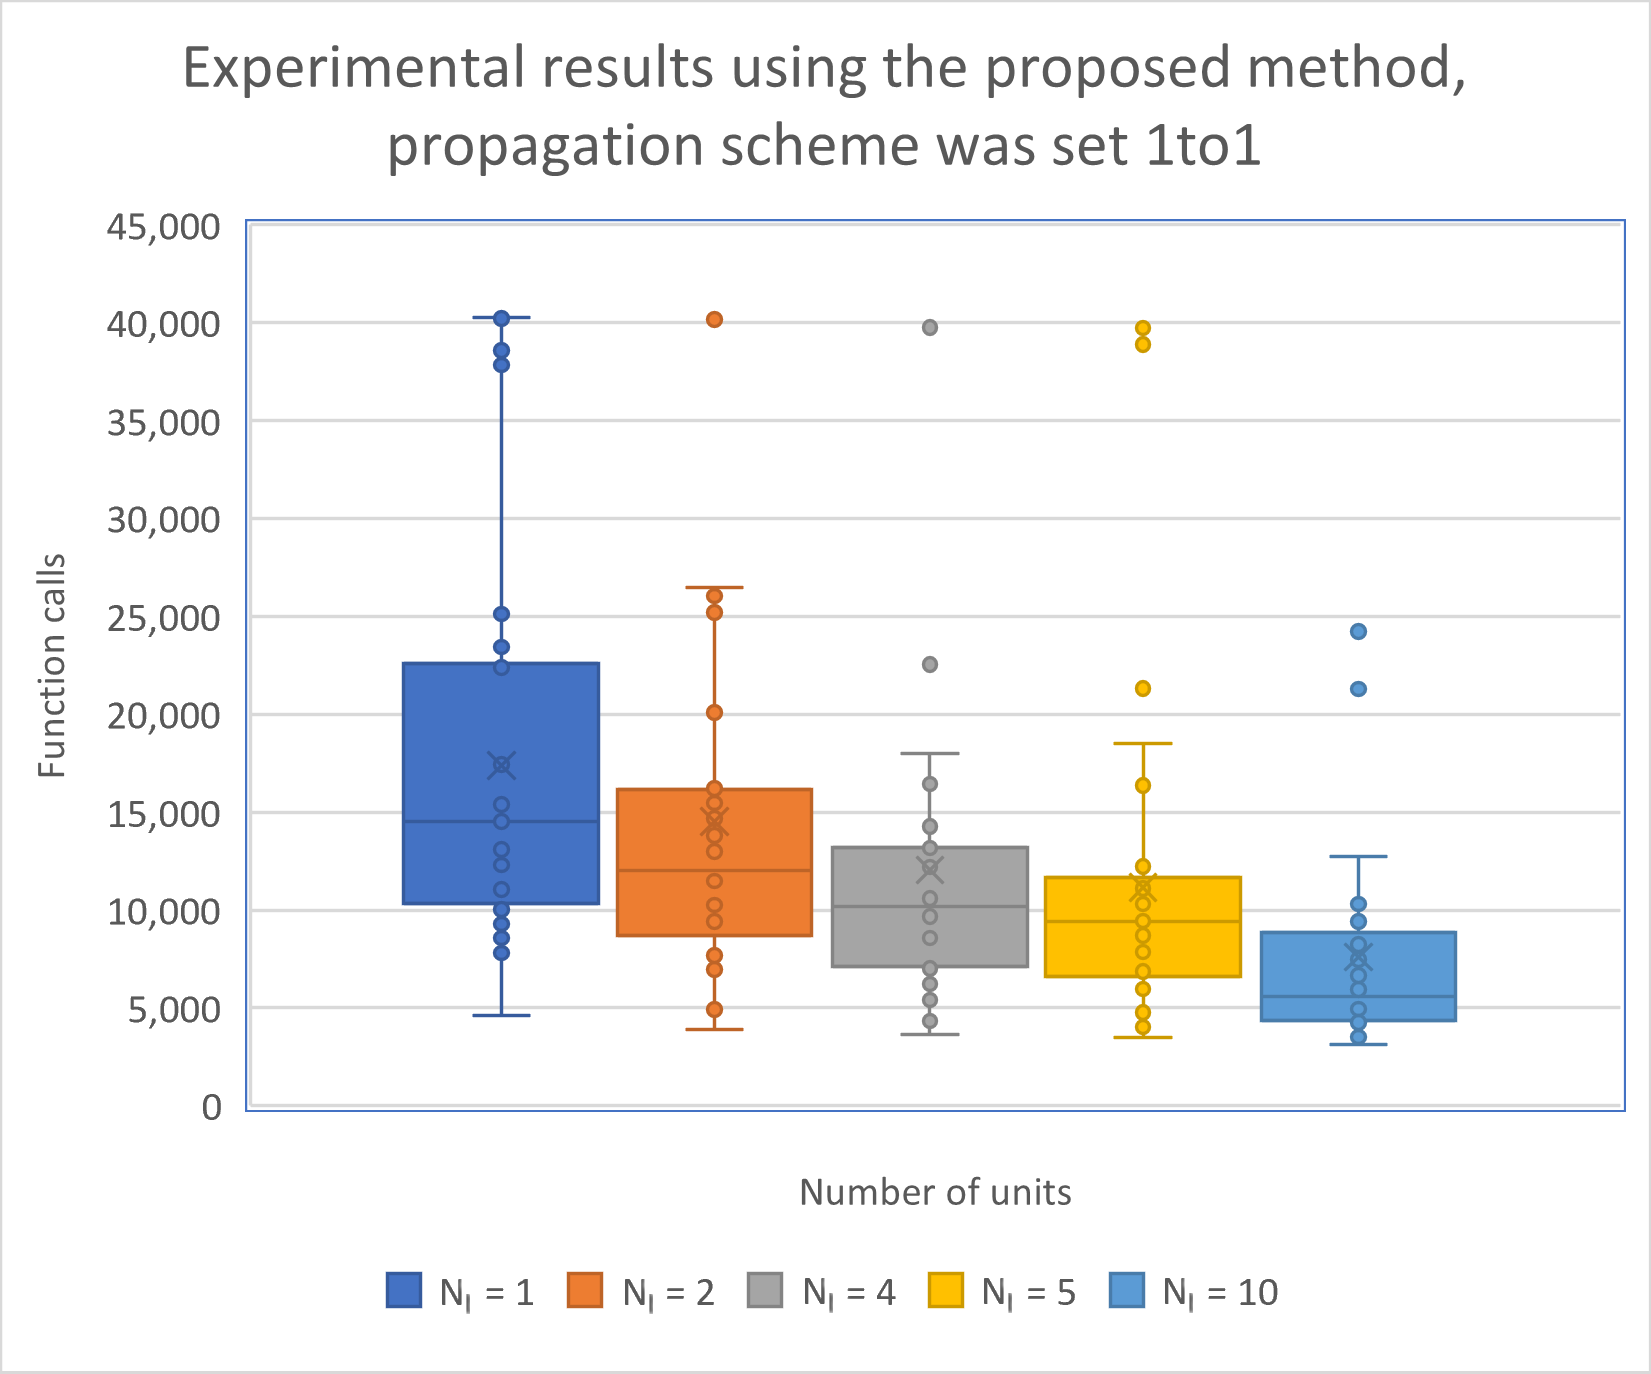 Experimental results using the proposed method,
propagation scheme was set 1to1
45,000
40,000
35,000
30,000
25,000
20,000
15,000
10,000
5,000
0
Function calls
Number of units
N_I = 1
N_I = 2
N_I = 4
N_I = 5
N_I = 10